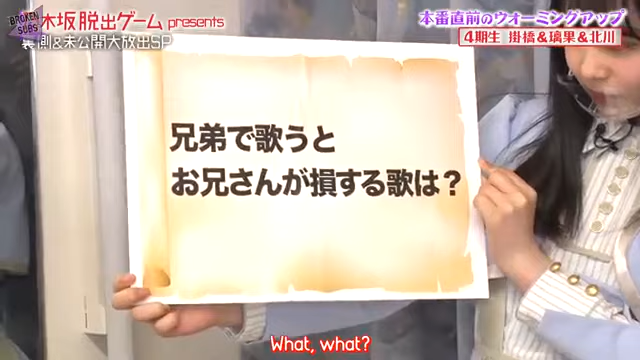 BROKEN SUBS
木坂脱出ゲーム presents
裏側&未公開大放出SP
本番直前のウォーミングアップ
4期生 掛橋&璃果&北川
兄弟で歌うと
お兄さんが損する歌は?
What, what?